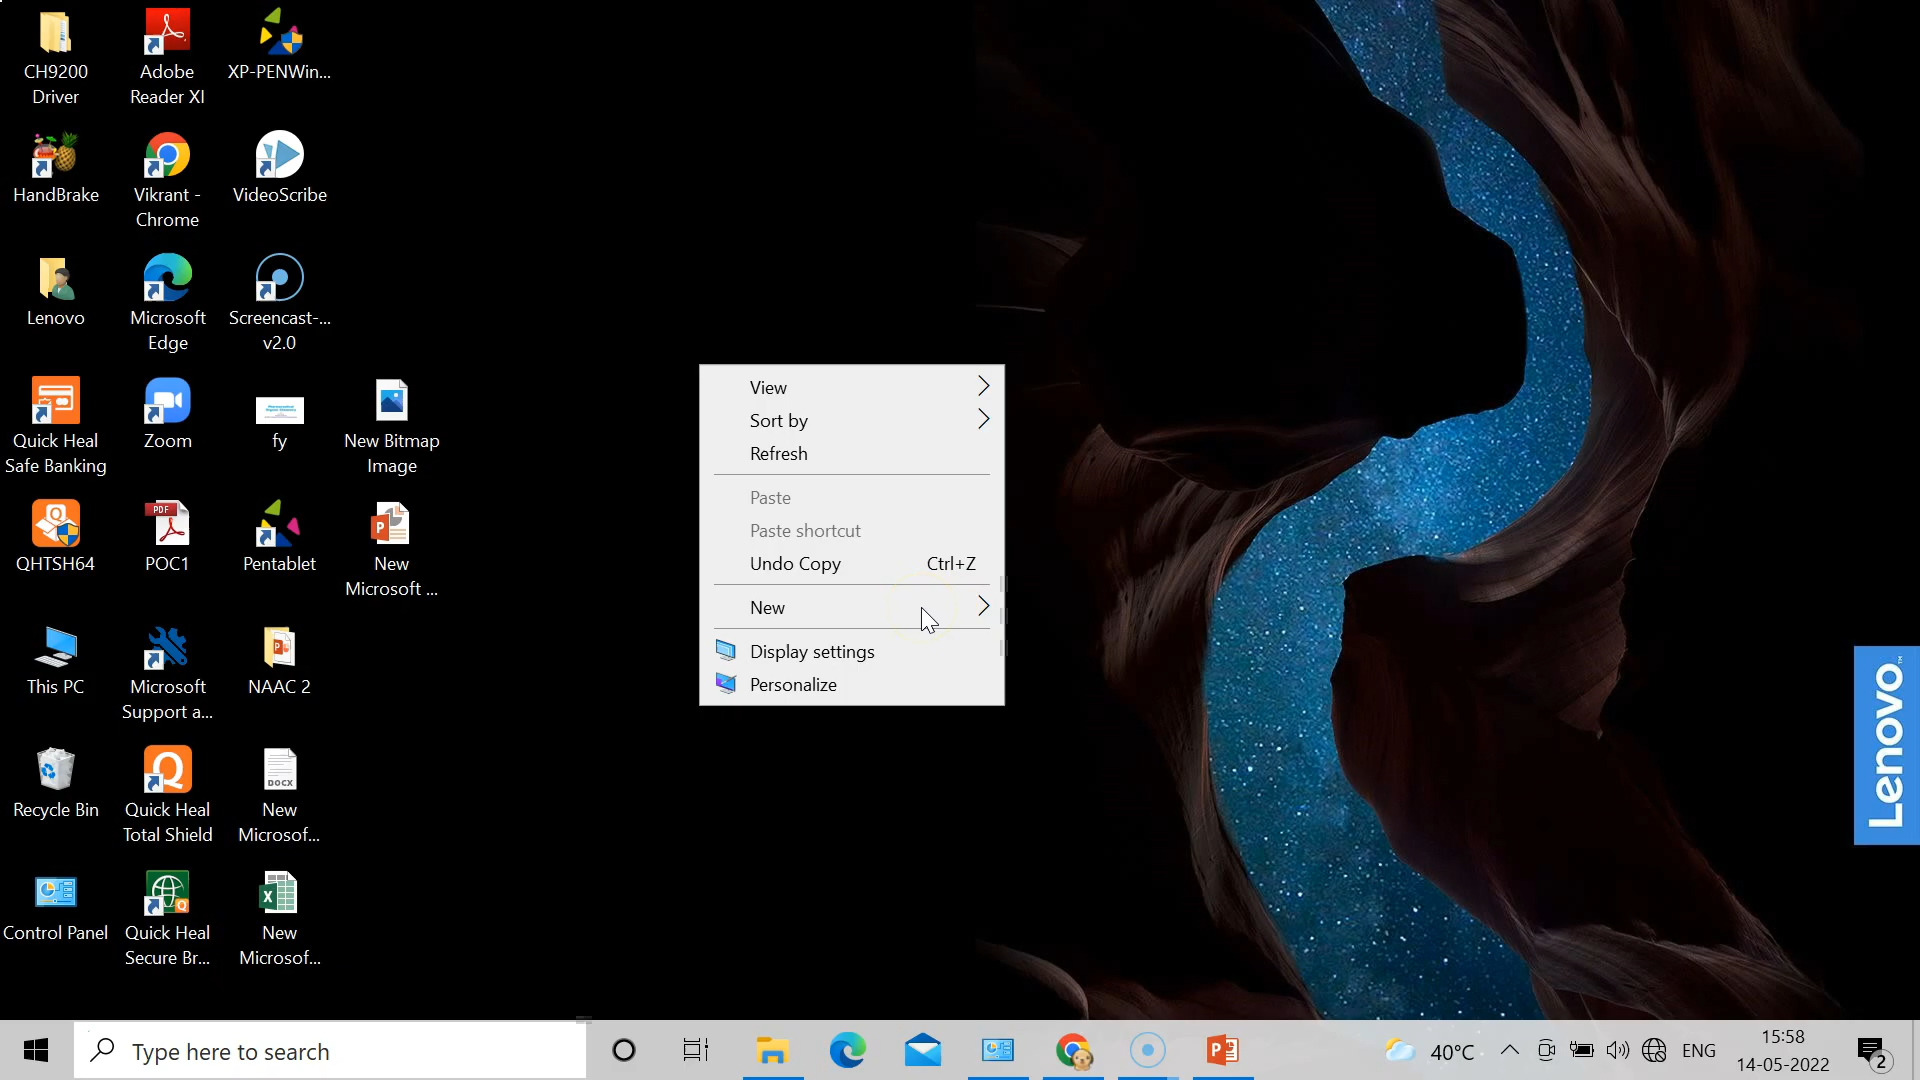 CH9200
Driver
Adobe
Reader XI
XP-PENWin...
HandBrake
Vikrant -
Chrome
VideoScribe
Lenovo
Microsoft
Edge
Screencast-...
v2.0
Quick Heal
Safe Banking
Zoom
fy
New Bitmap
Image
QHTSH64
PDF
POC1
Pentablet
New
Microsoft ...
This PC
Microsoft
Support a...
NAAC 2
Recycle Bin
Quick Heal
Total Shield
DOCX
New
Microsof...
Control Panel
Quick Heal
Secure Br...
New
Microsof...
View
Sort by
Refresh
Paste
Paste shortcut
Undo Copy Ctrl+Z
New
Display settings
Personalize
Lenovo
Type here to search
40°C
ENG
15:58
14-05-2022
2